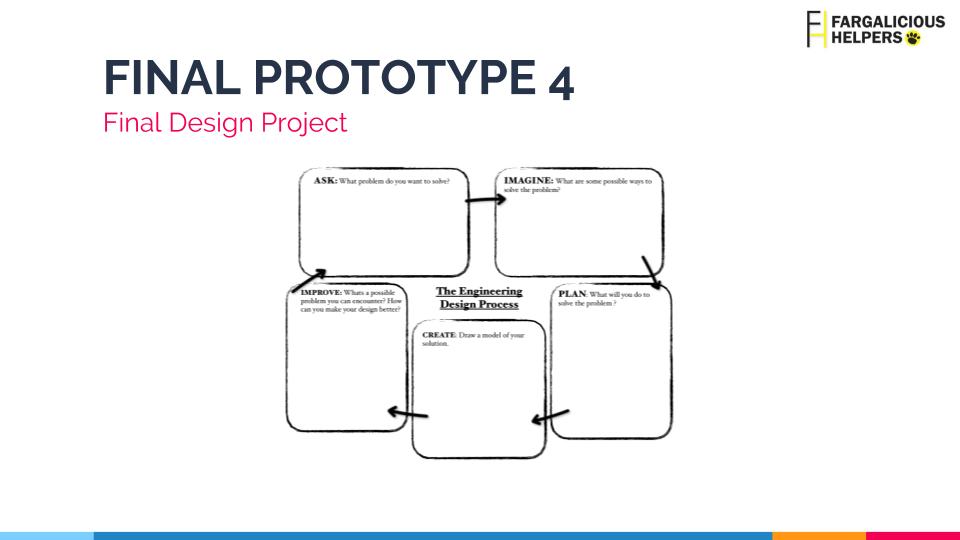 FARGALICIOUS
HELPERS
FINAL PROTOTYPE 4
Final Design Project
ASK: What problem do you want to solve?
IMAGINE: What are some possible ways to
solve the problem?
The Engineering
Design Process
IMPROVE: Whats a possible
problem you can encounter? How
can you make your design better?
PLAN: What will you do to
solve the problem ?
CREATE: Draw a model of your
solution.